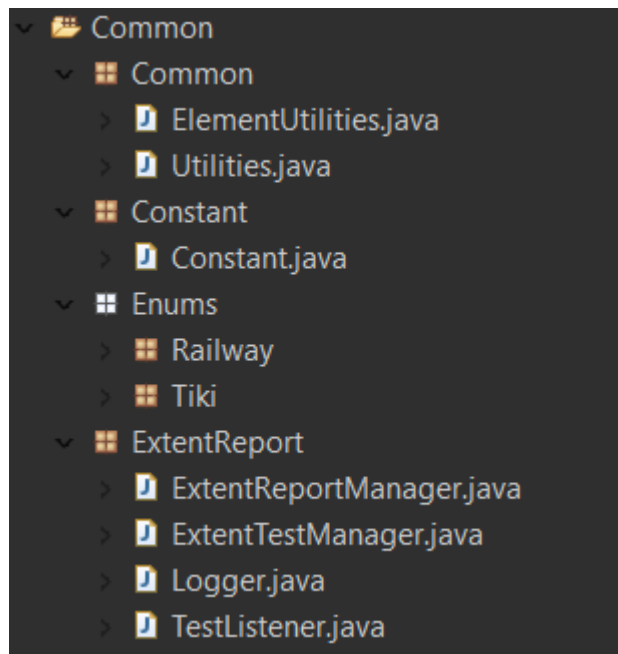 Common
Common
ElementUtilities.java
Utilities.java
Constant
Constant.java
Enums
Railway
Tiki
ExtentReport
ExtentReportManager.java
ExtentTestManager.java
Logger.java
TestListener.java